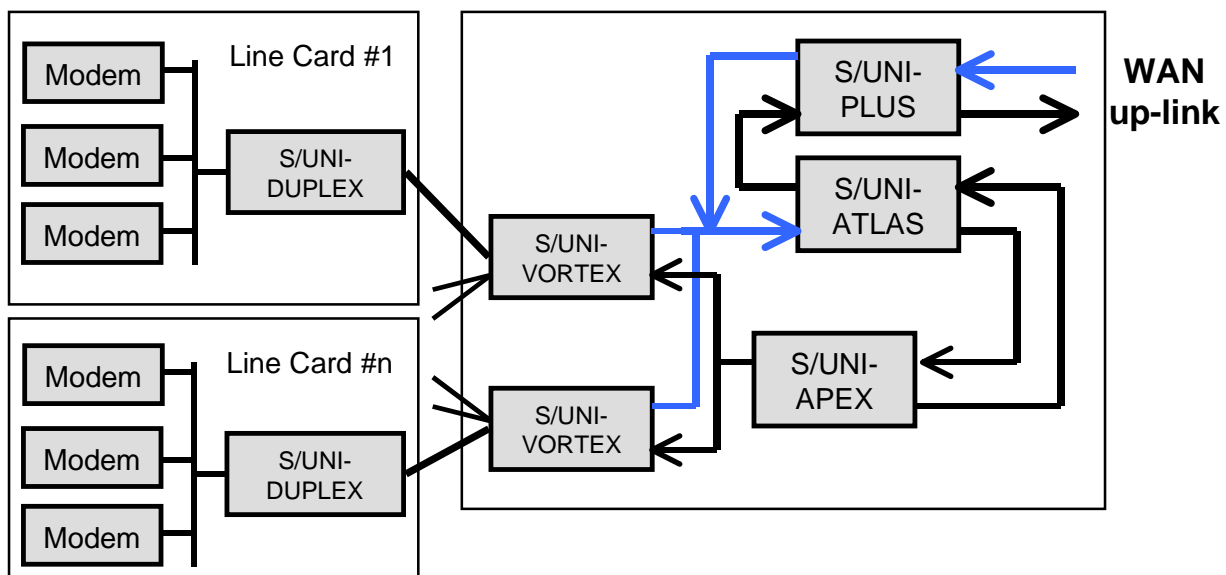 Line Card #1
Modem
Modem
Modem
S/UNI-
DUPLEX
Line Card #n
Modem
Modem
Modem
S/UNI-
DUPLEX
S/UNI-
VORTEX
S/UNI-
VORTEX
S/UNI-
PLUS
S/UNI-
ATLAS
S/UNI-
APEX
WAN
up-link